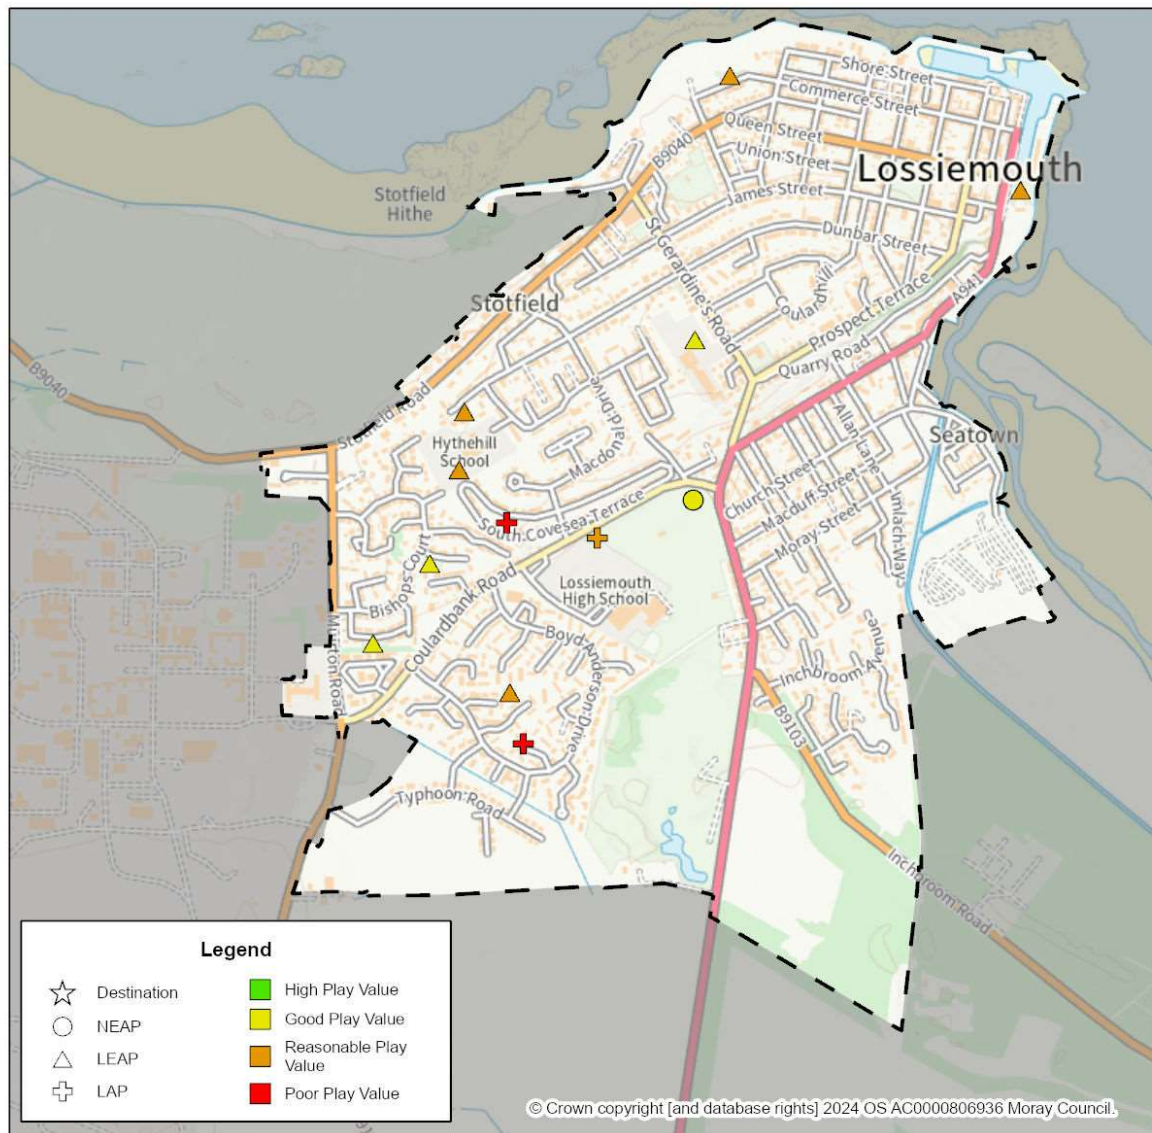 Shore Street
Commerce Street
Queen Street
B9040
Union Street
Lossiemouth
James Street
Stotfield
Hithe
St Gerardine's Road
Dunbar Street
Coulardhill
Stotfield
Prospect Terrace
A941
Quarry Road
B9040
Stotfield Road
Macdonald Drive
Allan Lane
Seatown
Hythehill
School
Church Street
Macduff Street
South Covesea Terrace
Moray Street
Imlach Way
Bishops Court
Coulardbank Road
Lossiemouth
High School
Boyd Anderson Drive
Muirton Road
Inchbroom Avenue
B9103
Typhoon Road
Inchbroom Road
Legend
Destination
NEAP
LEAP
LAP
High Play Value
Good Play Value
Reasonable Play
Value
Poor Play Value
© Crown copyright [and database rights] 2024 OS AC0000806936 Moray Council.